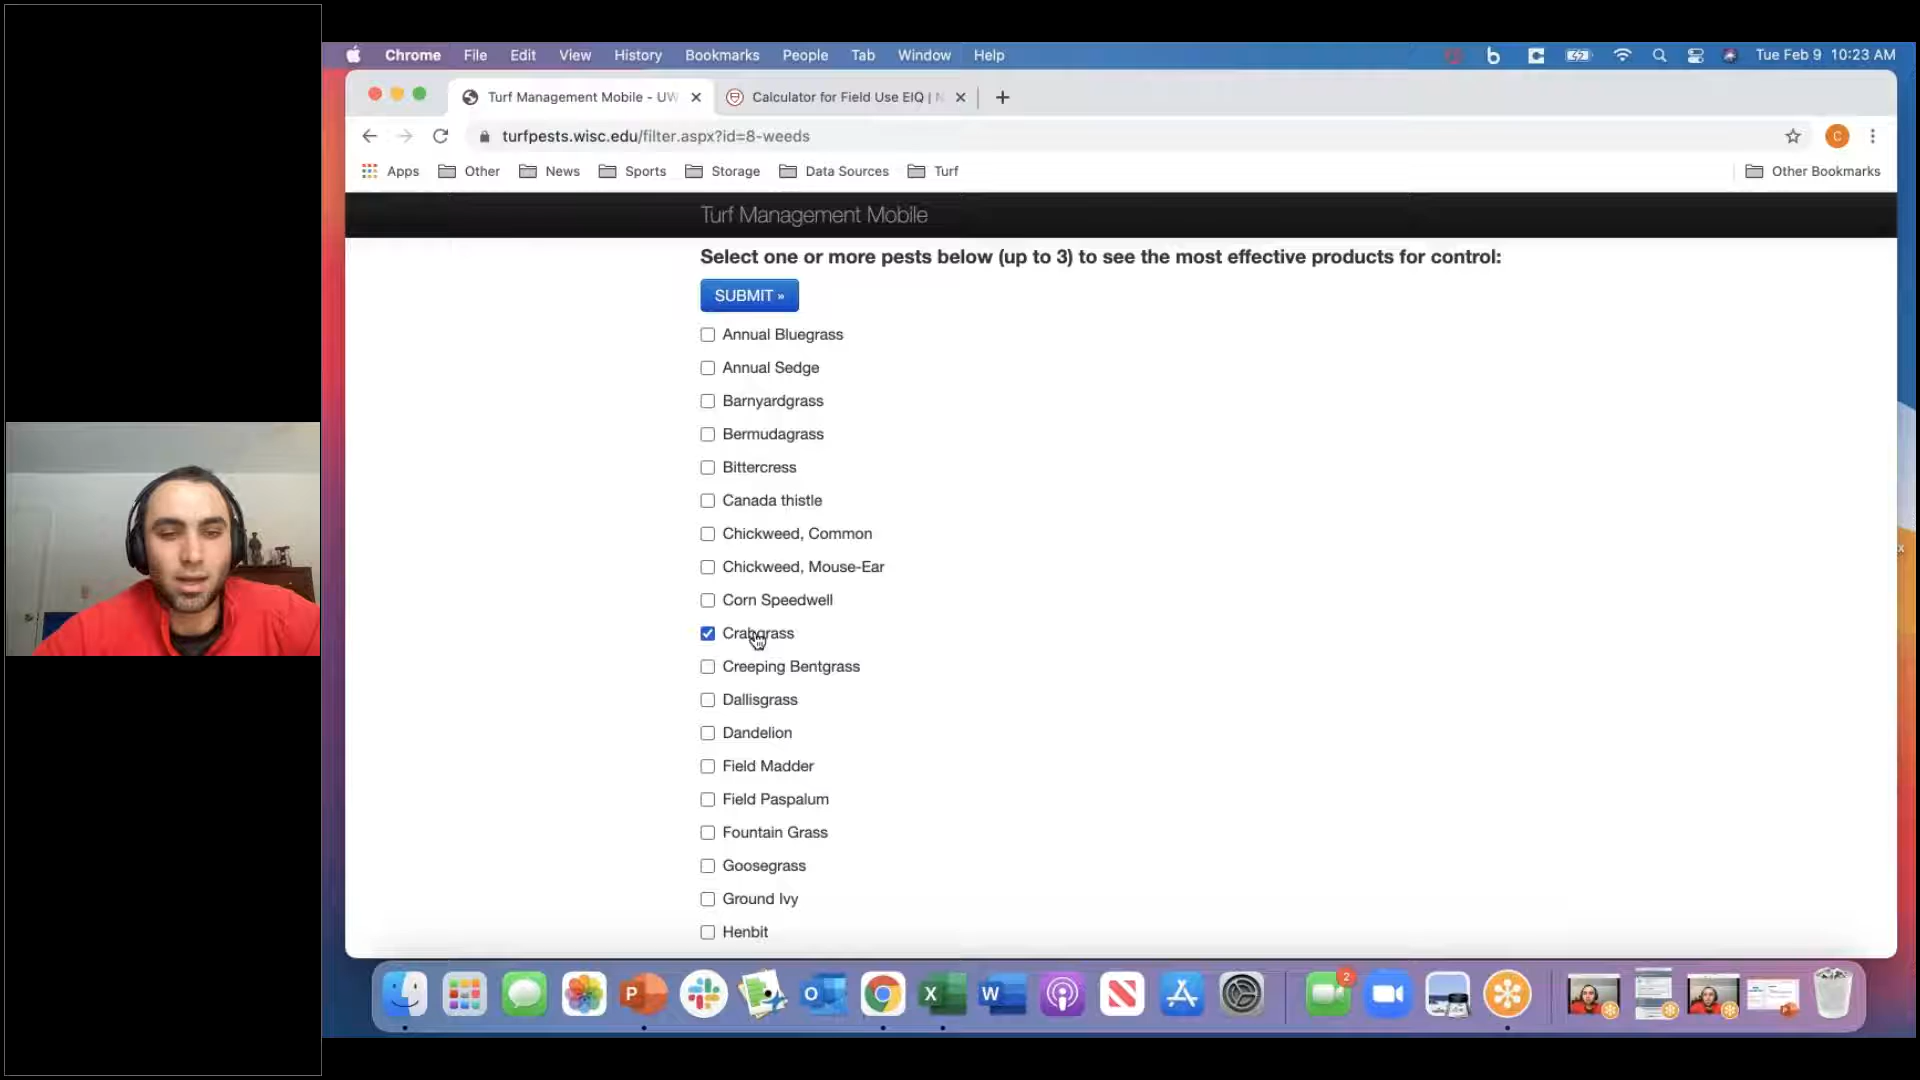 Chrome File Edit View History Bookmarks People Tab Window Help Tue Feb 9 10:23 AM
Turf Management Mobile - UW Calculator for Field Use EIQ |
turfpests.wisc.edu/filter.aspx?id=8-weeds C
Apps Other News Sports Storage Data Sources Turf Other Bookmarks
Turf Management Mobile
Select one or more pests below (up to 3) to see the most effective products for control:
SUBMIT »
Annual Bluegrass
Annual Sedge
Barnyardgrass
Bermudagrass
Bittercress
Canada thistle
Chickweed, Common
Chickweed, Mouse-Ear
Corn Speedwell
Crabgrass
Creeping Bentgrass
Dallisgrass
Dandelion
Field Madder
Field Paspalum
Fountain Grass
Goosegrass
Ground Ivy
Henbit
P O X W 2